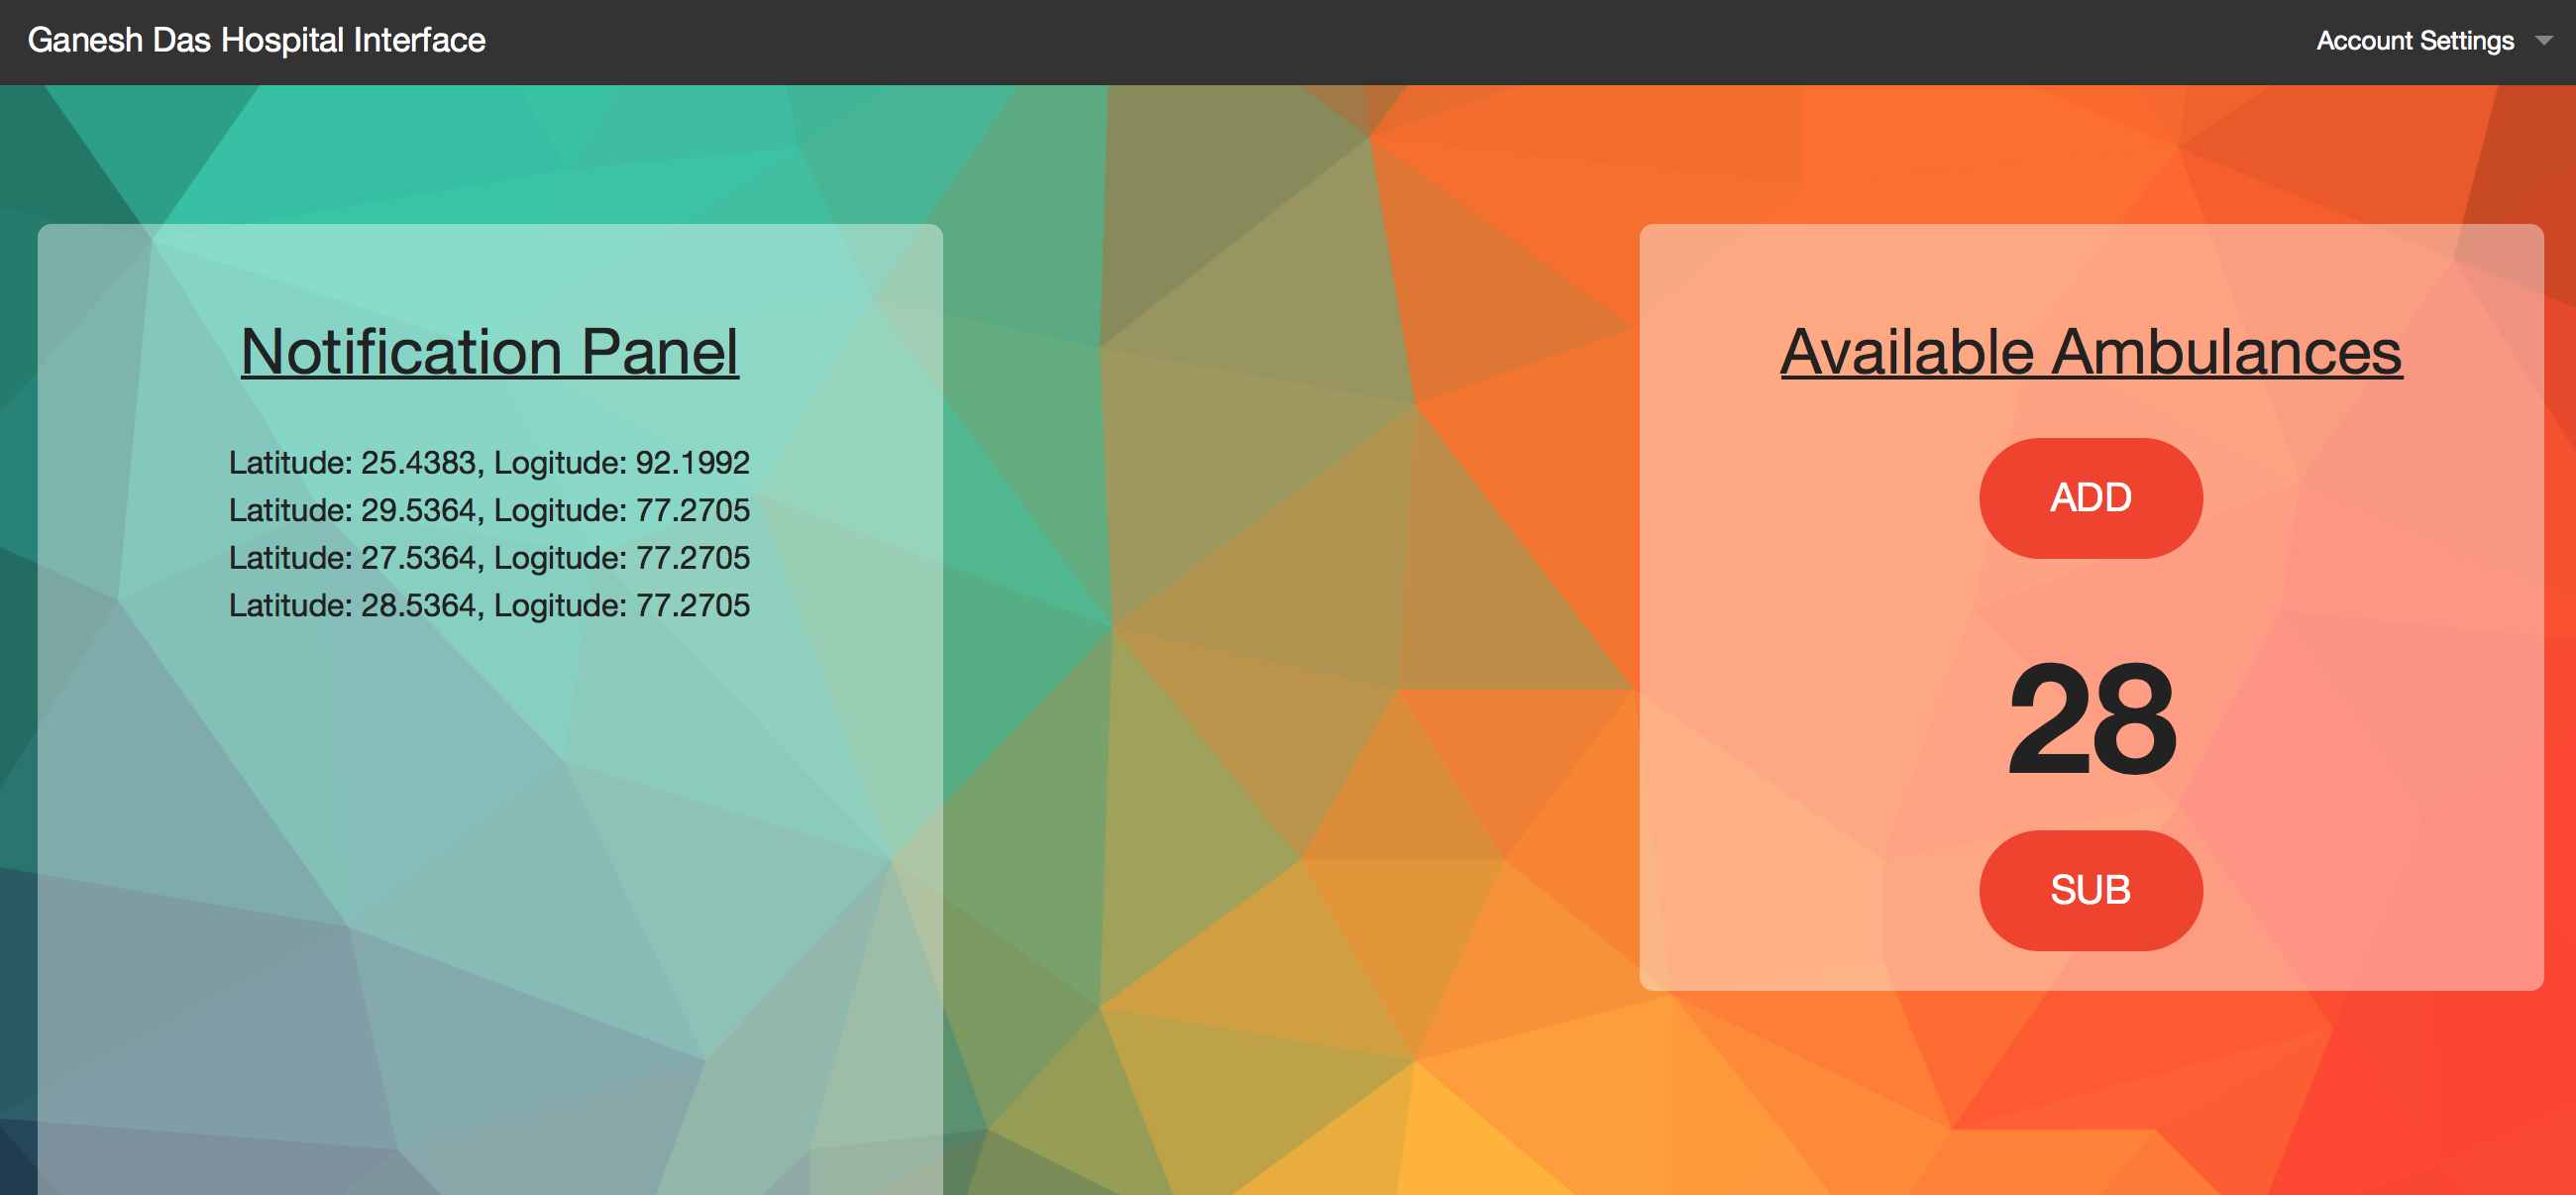 Ganesh Das Hospital Interface
Account Settings
Notification Panel
Latitude: 25.4383, Logitude: 92.1992
Latitude: 29.5364, Logitude: 77.2705
Latitude: 27.5364, Logitude: 77.2705
Latitude: 28.5364, Logitude: 77.2705
Available Ambulances
ADD
28
SUB